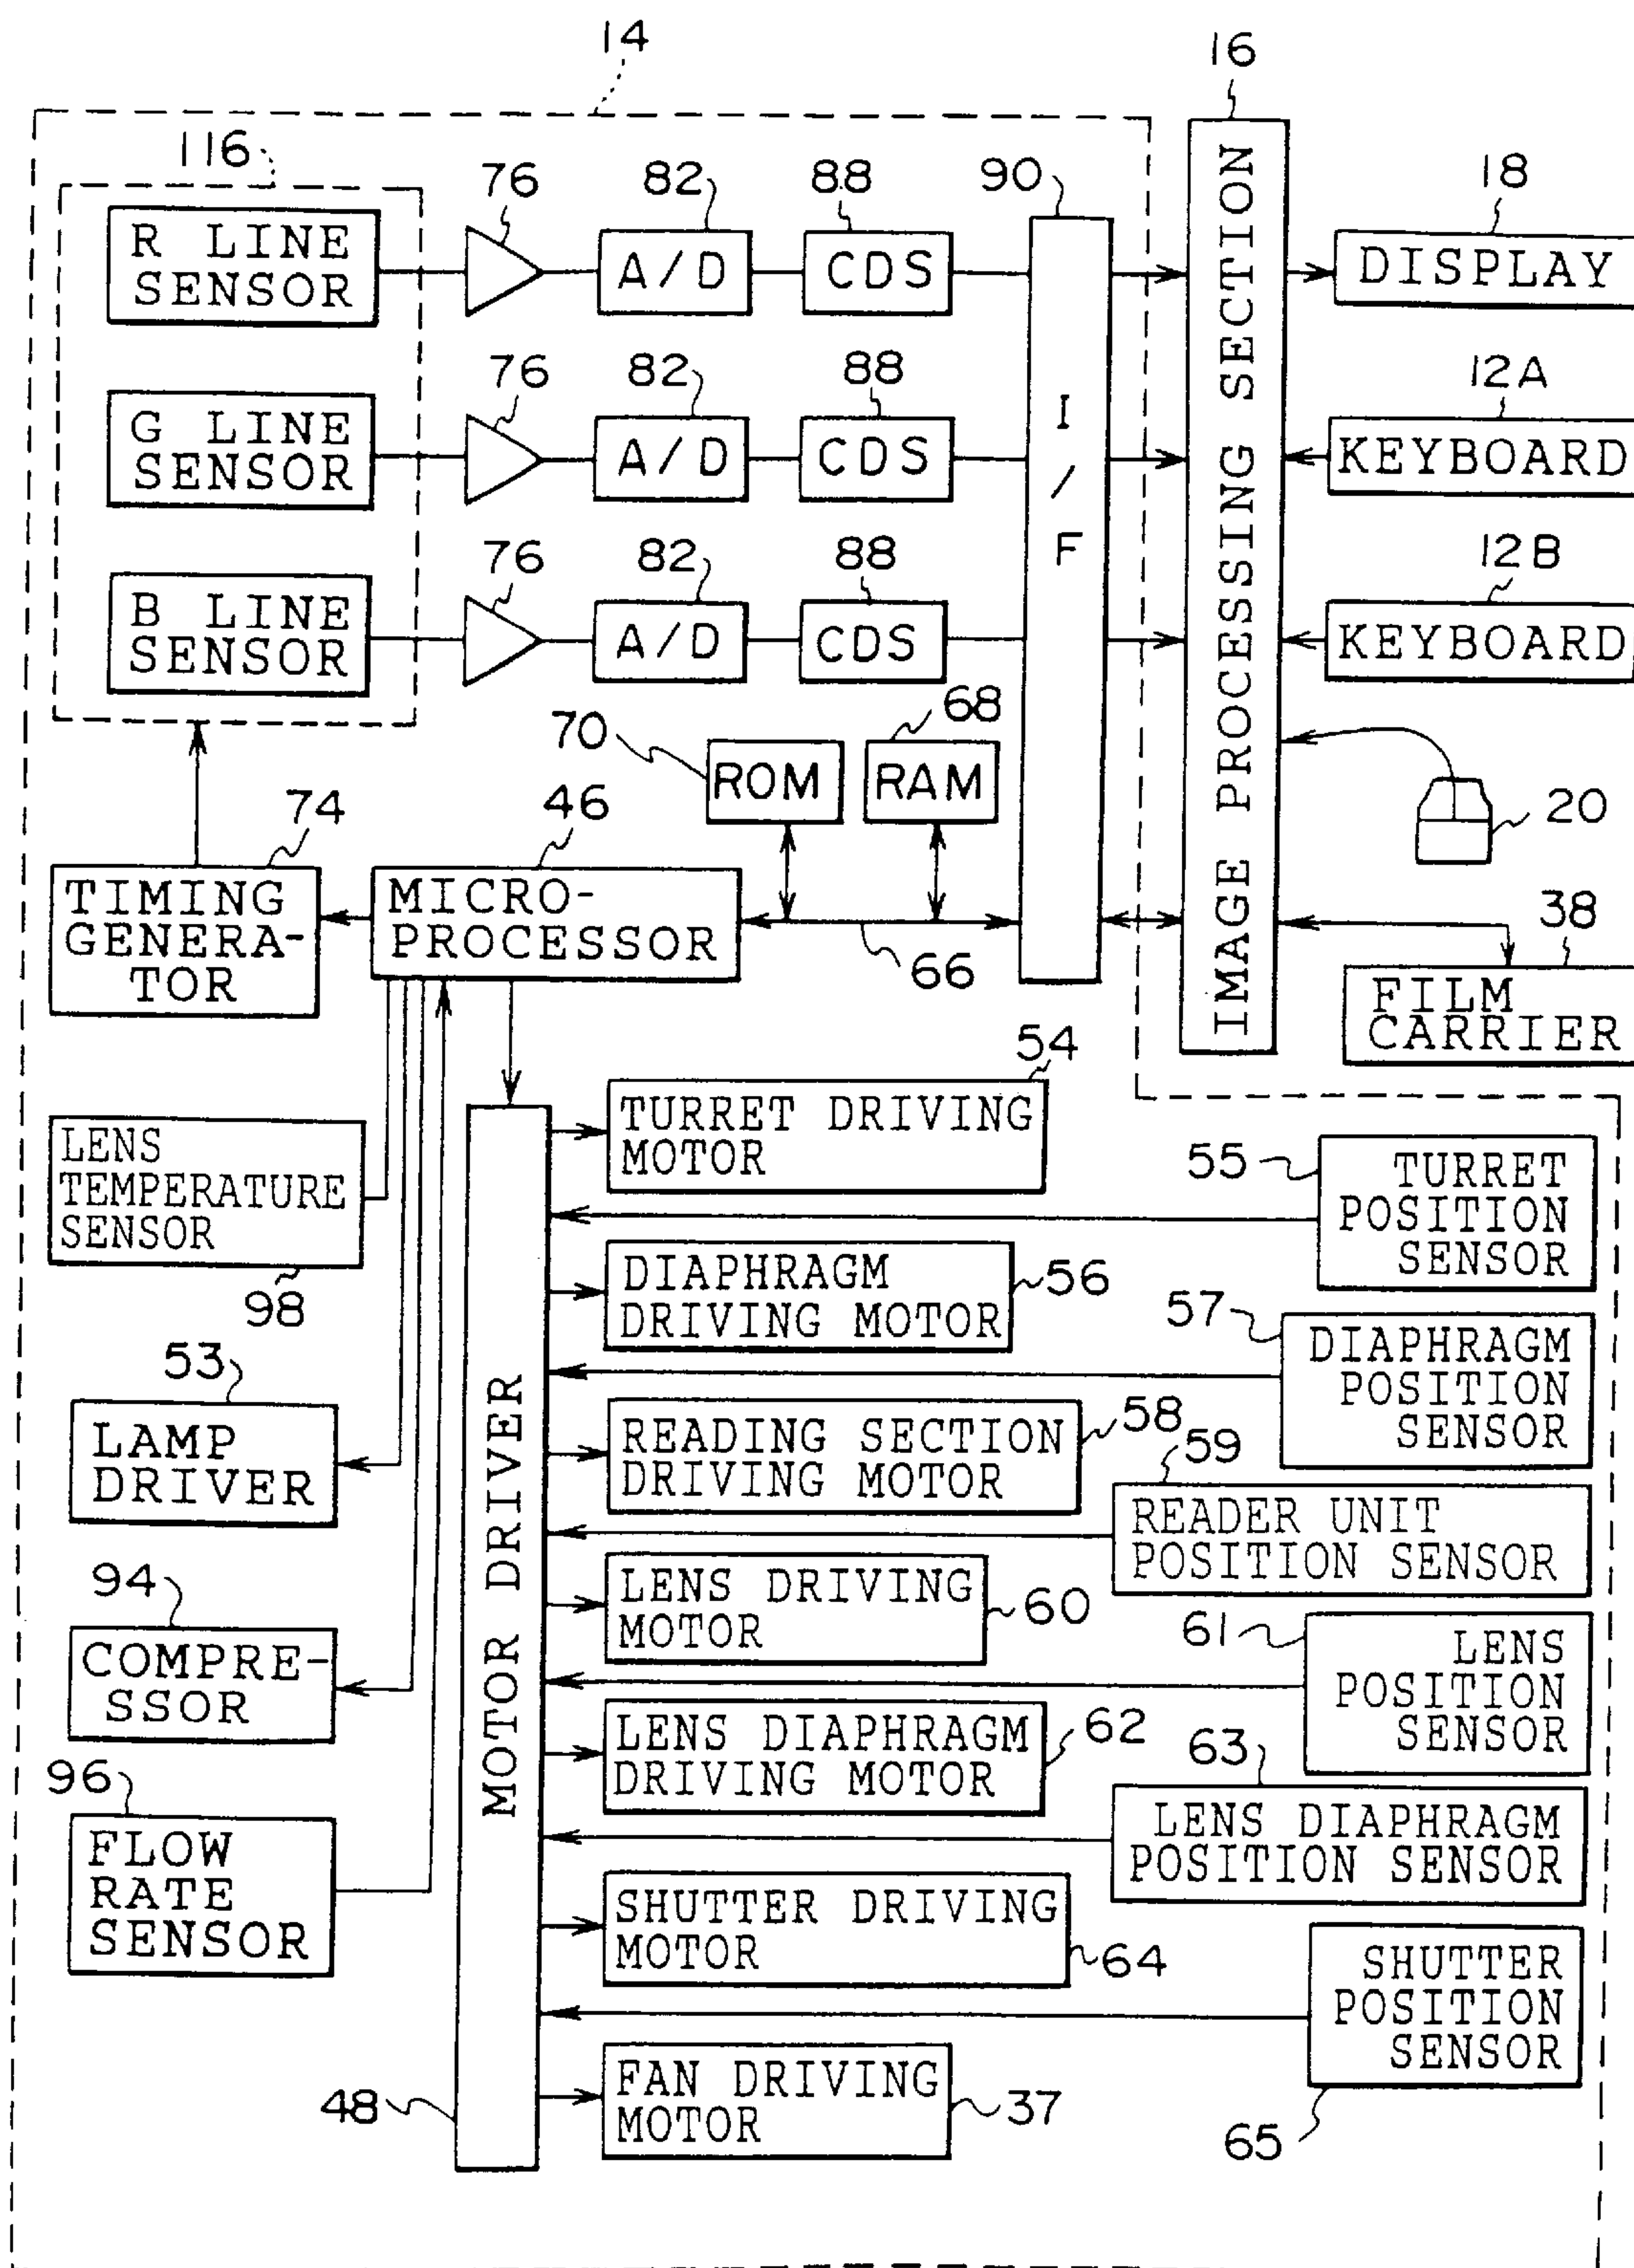 14
16
116
R LINE
SENSOR
76
82
88
90
A/D
CDS
18
DISPLAY
G LINE
SENSOR
76
82
88
A/D
CDS
I/F
IMAGE PROCESSING SECTION
12A
KEYBOARD
B LINE
SENSOR
76
82
88
A/D
CDS
12B
KEYBOARD
70
ROM
68
RAM
20
74
TIMING
GENERA-
TOR
46
MICRO-
PROCESSOR
66
38
FILM
CARRIER
LENS
TEMPERATURE
SENSOR
98
53
LAMP
DRIVER
94
COMPRE-
SSOR
96
FLOW
RATE
SENSOR
MOTOR DRIVER
48
54
TURRET DRIVING
MOTOR
55
TURRET
POSITION
SENSOR
DIAPHRAGM
DRIVING MOTOR
56
57
DIAPHRAGM
POSITION
SENSOR
READING SECTION
DRIVING MOTOR
58
59
READER UNIT
POSITION SENSOR
LENS DRIVING
MOTOR
60
61
LENS
POSITION
SENSOR
LENS DIAPHRAGM
DRIVING MOTOR
62
63
LENS DIAPHRAGM
POSITION SENSOR
SHUTTER DRIVING
MOTOR
64
SHUTTER
POSITION
SENSOR
65
FAN DRIVING
MOTOR
37